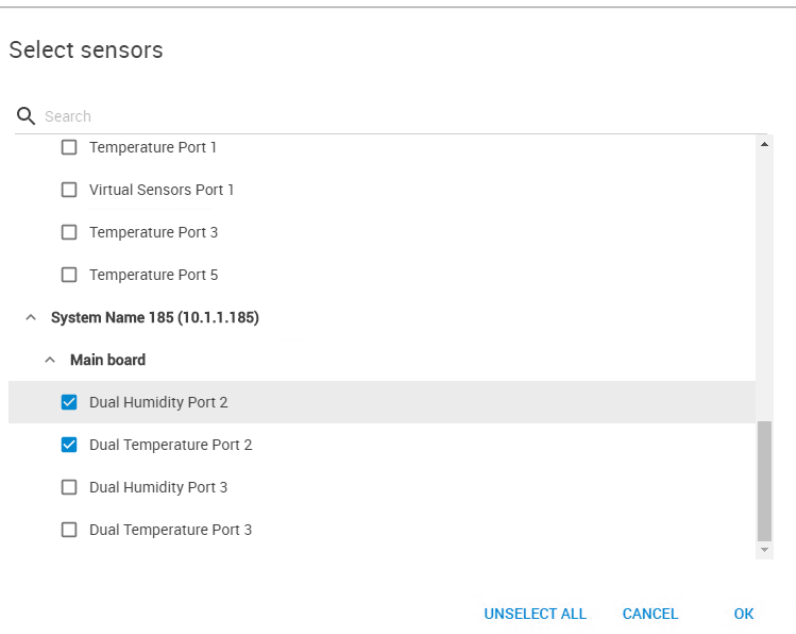 Select sensors
Search
Temperature Port 1
Virtual Sensors Port 1
Temperature Port 3
Temperature Port 5
System Name 185 (10.1.1.185)
Main board
Dual Humidity Port 2
Dual Temperature Port 2
Dual Humidity Port 3
Dual Temperature Port 3
UNSELECT ALL CANCEL OK